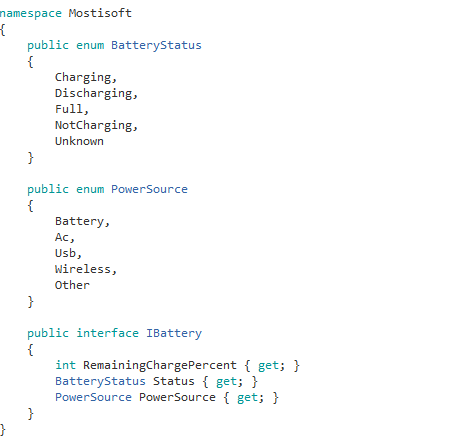 namespace Mostisoft
{
    public enum BatteryStatus
    {
        Charging,
        Discharging,
        Full,
        NotCharging,
        Unknown
    }

    public enum PowerSource
    {
        Battery,
        Ac,
        Usb,
        Wireless,
        Other
    }

    public interface IBattery
    {
        int RemainingChargePercent { get; }
        BatteryStatus Status { get; }
        PowerSource PowerSource { get; }
    }
}